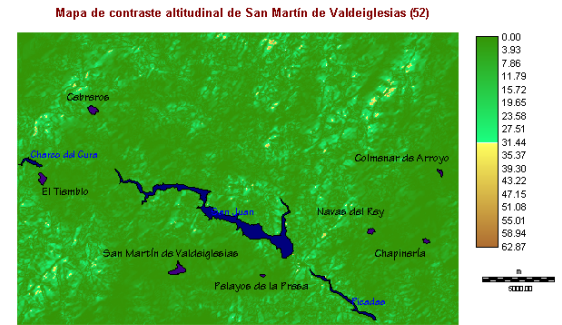 Mapa de contraste altitudinal de San Martín de Valdeiglesias (52)
Cebreros
Charco del Cura
El Tiemblo
San Juan
Colmenar de Arroyo
Navas del Rey
Chapinería
San Martín de Valdeiglesias
Pelayos de la Presa
Picadas
0.00
3.93
7.86
11.79
15.72
19.65
23.58
27.51
31.44
35.37
39.30
43.22
47.15
51.08
55.01
58.94
62.87
m
5000.00